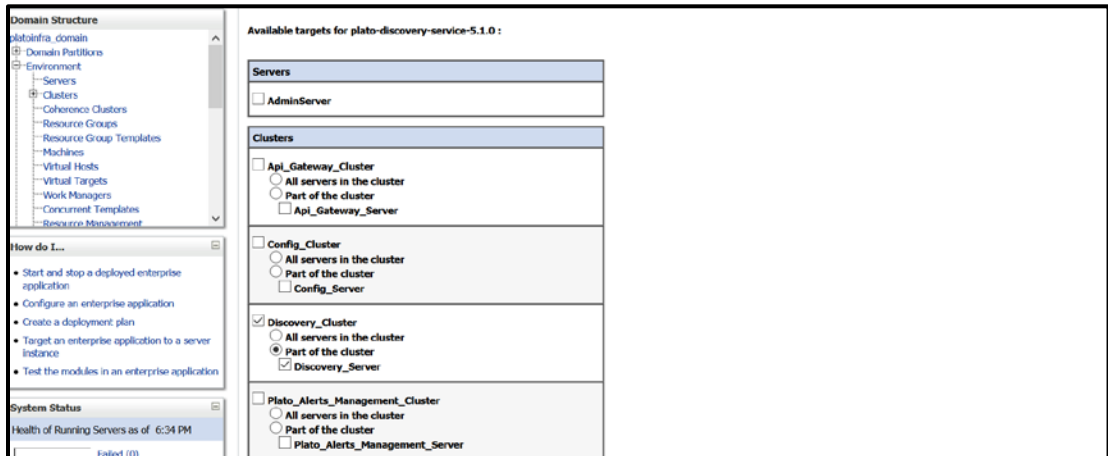 Domain Structure
platoinfra_domain
Domain Partitions
Environment
Servers
Clusters
Coherence Clusters
Resource Groups
Resource Group Templates
Machines
Virtual Hosts
Virtual Targets
Work Managers
Concurrent Templates
Resource Management
How do I...
Start and stop a deployed enterprise
application
Configure an enterprise application
Create a deployment plan
Target an enterprise application to a server
instance
Test the modules in an enterprise application
System Status
Health of Running Servers as of 6:34 PM
Failed (0)
Available targets for plato-discovery-service-5.1.0 :
Servers
AdminServer
Clusters
Api_Gateway_Cluster
All servers in the cluster
Part of the cluster
Api_Gateway_Server
Config_Cluster
All servers in the cluster
Part of the cluster
Config_Server
Discovery_Cluster
All servers in the cluster
Part of the cluster
Discovery_Server
Plato_Alerts_Management_Cluster
All servers in the cluster
Part of the cluster
Plato_Alerts_Management_Server